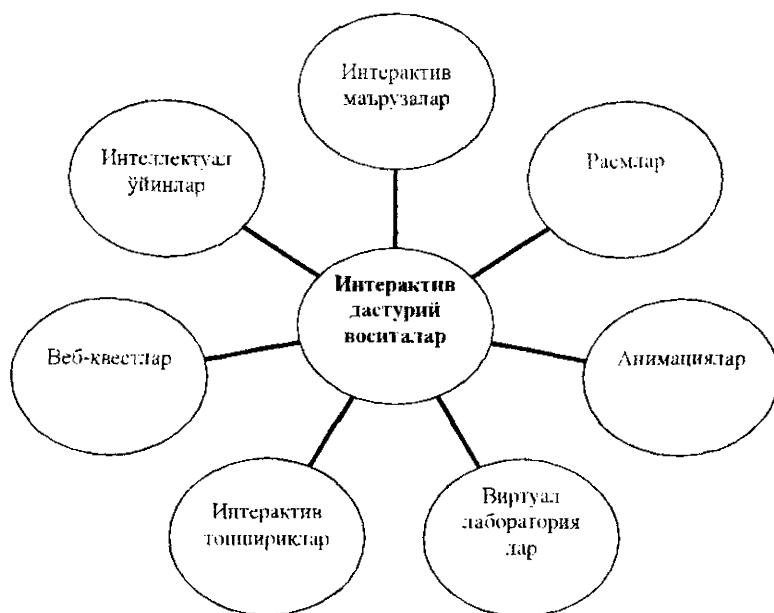 Интерактив
маърузалар
Интеллектуал
ўйинлар
Расмлар
Интерактив
дастурий
воситалар
Веб-квестлар
Анимациялар
Интерактив
топшириқлар
Виртуал
лаборатория
лар